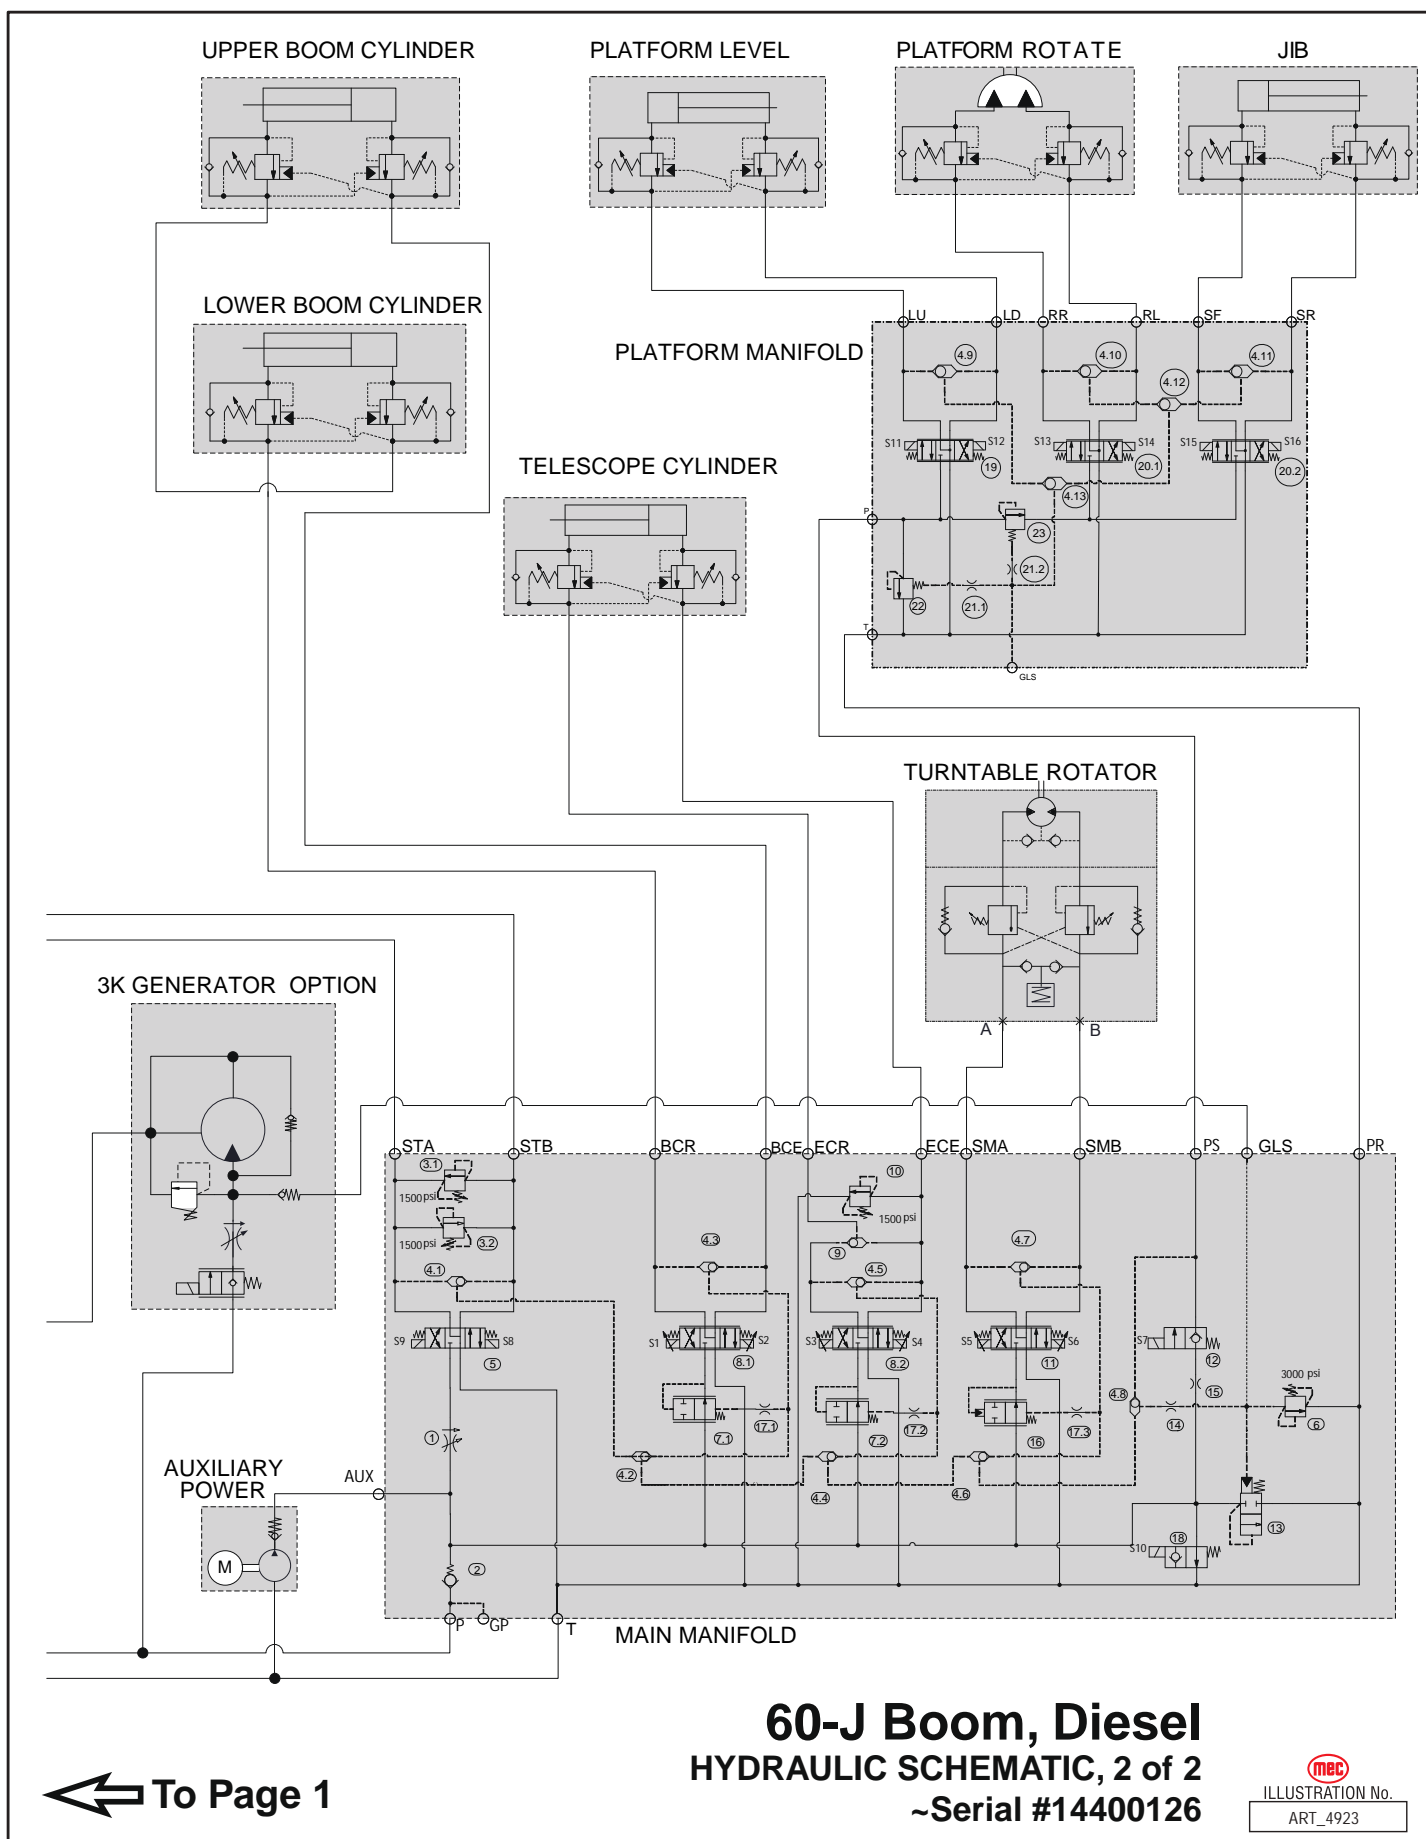 UPPER BOOM CYLINDER
PLATFORM LEVEL
PLATFORM ROTATE
JIB
LOWER BOOM CYLINDER
PLATFORM MANIFOLD
LU
LD
RR
RL
SF
SR
4.9
4.10
4.11
4.12
S11
S12
S13
S14
S15
S16
19
20.1
20.2
4.13
TELESCOPE CYLINDER
P
23
21.2
22
21.1
T
GLS
TURNTABLE ROTATOR
A
B
3K GENERATOR OPTION
STA
STB
BCR
BCE
ECR
ECE
SMA
SMB
PS
GLS
PR
3.1
1500 psi
3.2
1500 psi
10
1500 psi
9
4.1
4.3
4.5
4.7
S9
S8
S1
S2
S3
S4
S5
S6
S7
5
8.1
8.2
11
12
3000 psi
15
4.8
14
6
1
7.1
17.1
7.2
17.2
16
17.3
4.2
4.4
4.6
AUXILIARY
POWER
AUX
M
2
13
18
S10
P
GP
T
MAIN MANIFOLD
60-J Boom, Diesel
HYDRAULIC SCHEMATIC, 2 of 2
~Serial #14400126
To Page 1
mec
ILLUSTRATION No.
ART_4923